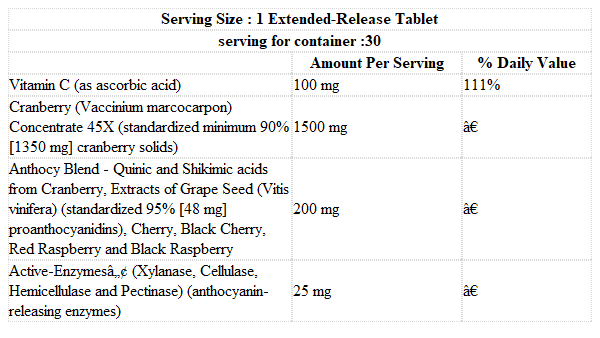 Serving Size : 1 Extended-Release Tablet
serving for container :30
Amount Per Serving % Daily Value
Vitamin C (as ascorbic acid) 100 mg 111%
Cranberry (Vaccinium marcocarpon)
Concentrate 45X (standardized minimum 90% 1500 mg â€
[1350 mg] cranberry solids)
Anthocy Blend - Quinic and Shikimic acids
from Cranberry, Extracts of Grape Seed (Vitis
vinifera) (standardized 95% [48 mg] 200 mg â€
proanthocyanidins), Cherry, Black Cherry,
Red Raspberry and Black Raspberry
Active-Enzymesâ„¢ (Xylanase, Cellulase,
Hemicellulase and Pectinase) (anthocyanin- 25 mg â€
releasing enzymes)